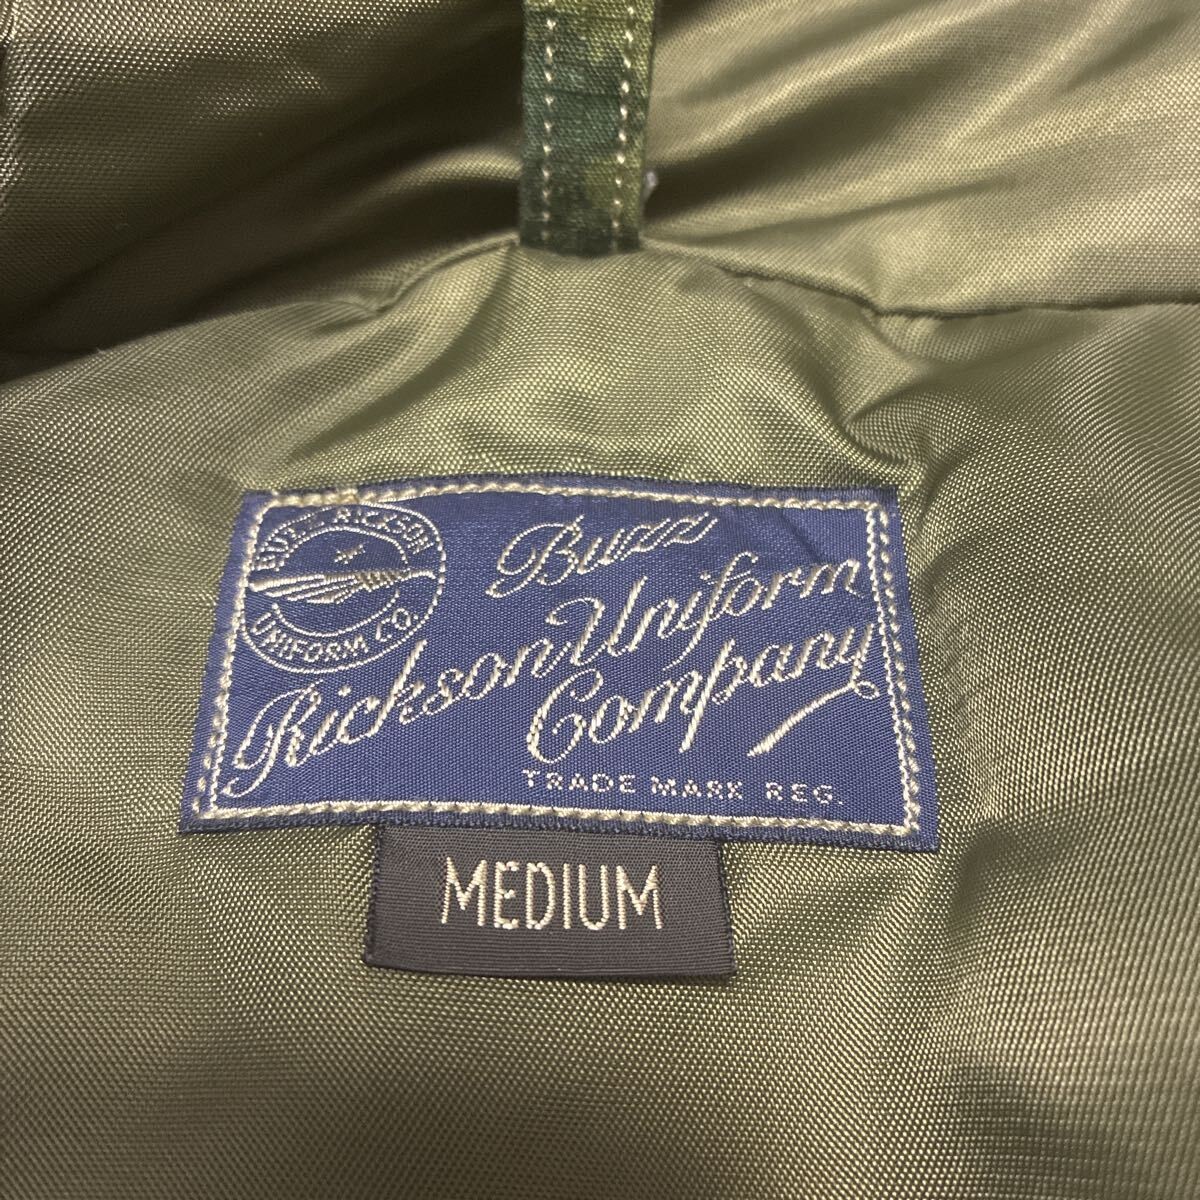 BUZZ RICKSON
UNIFORM CO.
Buzz
Rickson Uniform
Company
TRADE MARK REG.
MEDIUM